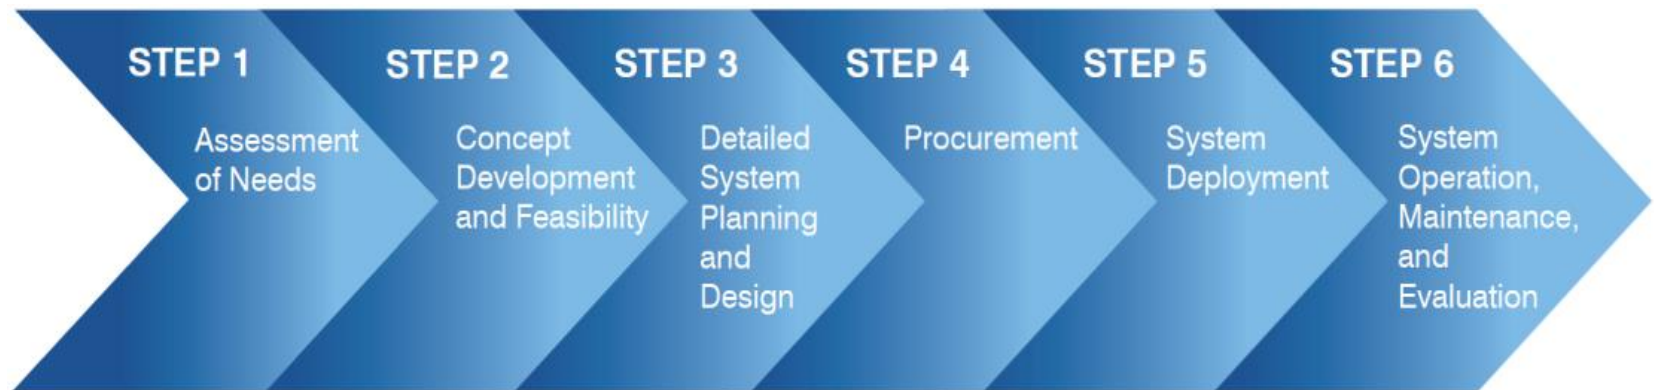 STEP 1
Assessment
of Needs
STEP 2
Concept
Development
and Feasibility
STEP 3
Detailed
System
Planning
and
Design
STEP 4
Procurement
STEP 5
System
Deployment
STEP 6
System
Operation,
Maintenance,
and
Evaluation